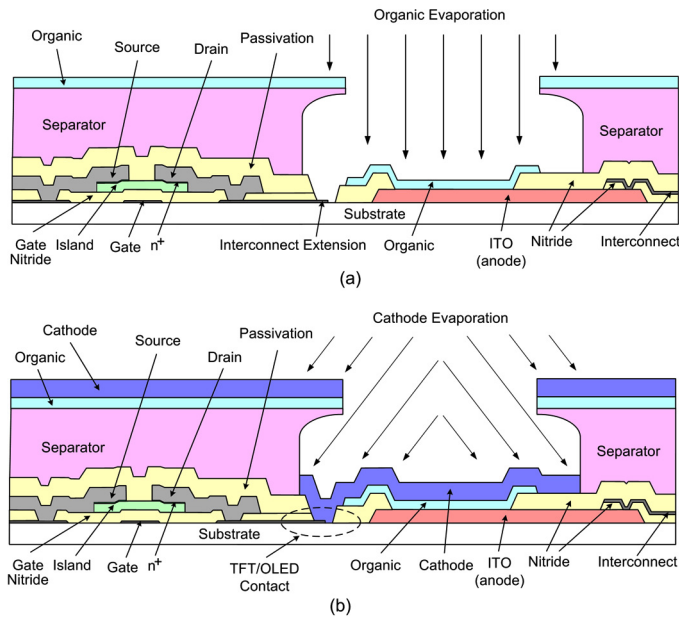 Organic Evaporation
Organic
Source
Drain
Passivation
Separator
Separator
Substrate
Gate
Nitride
Island
Gate
n+
Interconnect Extension
Organic
ITO
(anode)
Nitride
Interconnect
(a)
Cathode Evaporation
Cathode
Organic
Source
Drain
Passivation
Separator
Separator
Substrate
Gate
Nitride
Island
Gate
n+
TFT/OLED
Contact
Organic
Cathode
ITO
(anode)
Nitride
Interconnect
(b)